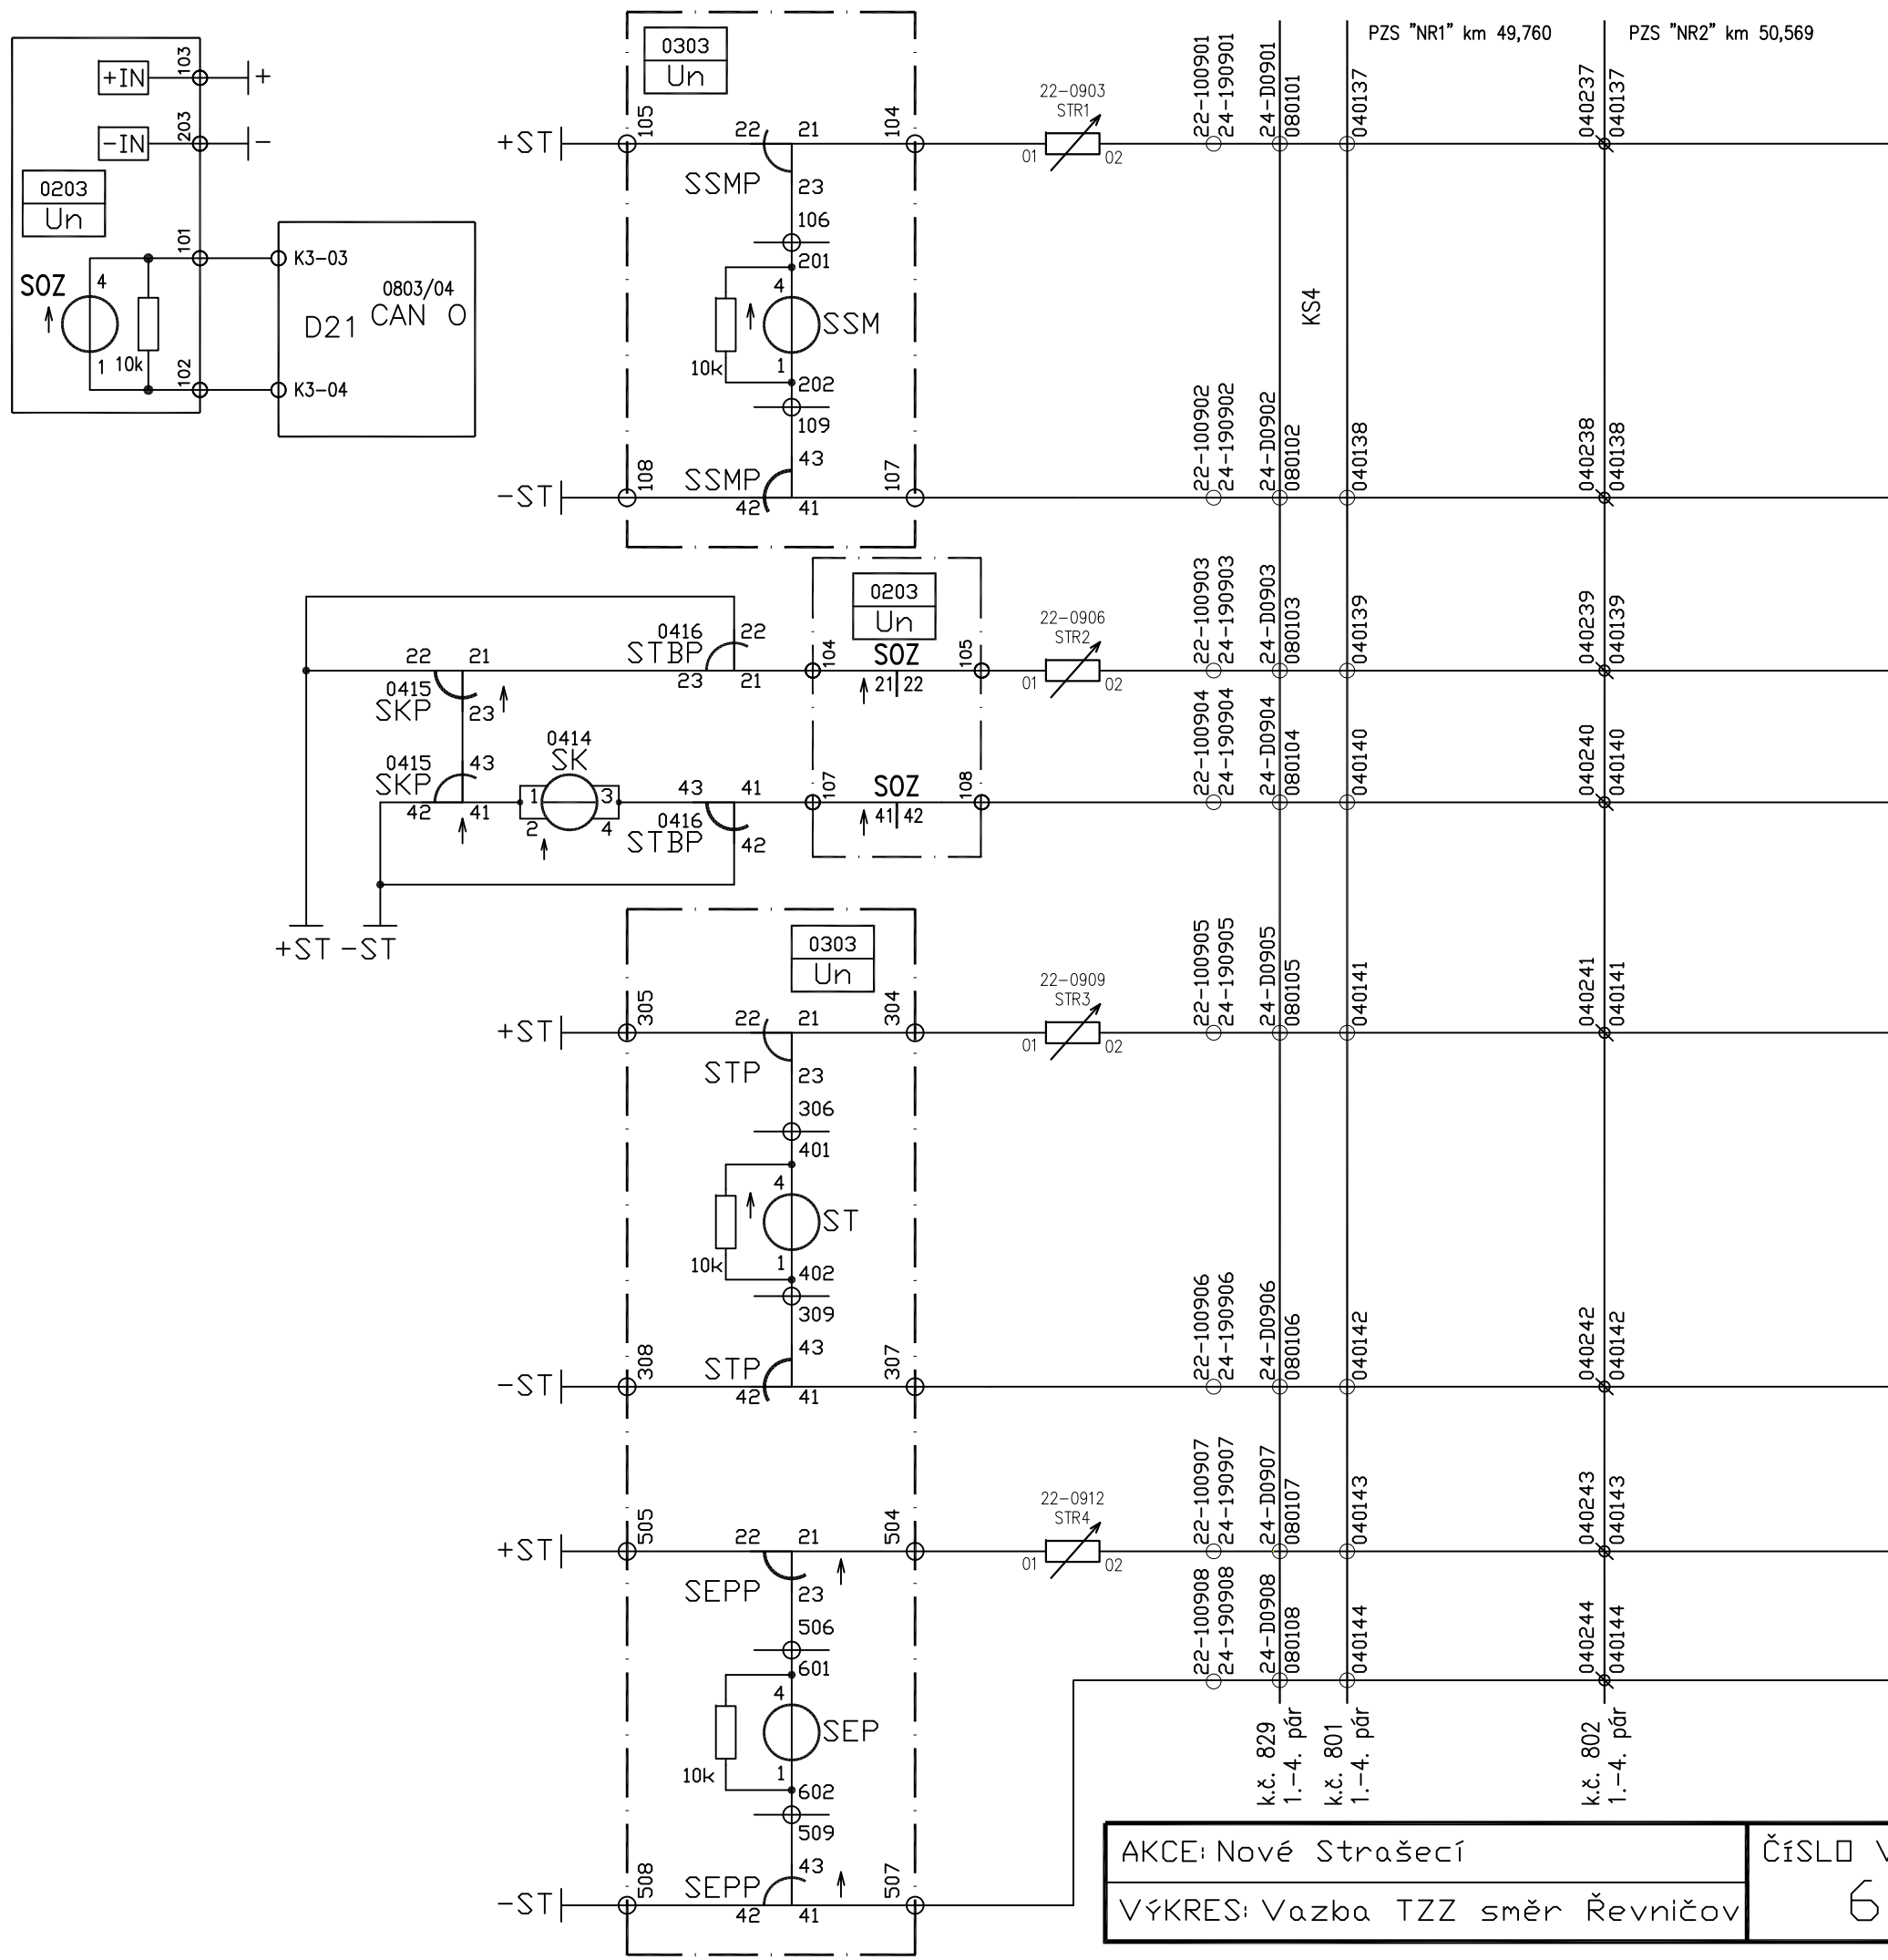 103
+IN
+
203
-IN
-
0203
Un
101
K3-03
SOZ
4
0803/04
D21 CAN O
1
10k
102
K3-04
0303
Un
105
104
+ST
22
21
SSMP
23
106
201
4
SSM
10k
1
202
109
43
108
107
SSMP
-ST
42
41
22-0903
STR1
01
02
22-100901
24-190901
24-D0901
080101
040137
PZS "NR1" km 49,760
PZS "NR2" km 50,569
040237
040137
KS4
22-100902
24-190902
24-D0902
080102
040138
040238
040138
0203
Un
0416
STBP
22
22
21
23
21
104
SOZ
105
21
22
0415
SKP
23
22-0906
STR2
01
02
22-100903
24-190903
24-D0903
080103
040139
040239
040139
0415
SKP
43
42
41
0414
SK
1
3
2
4
43
41
0416
STBP
42
107
SOZ
108
41
42
22-100904
24-190904
24-D0904
080104
040140
040240
040140
+ST
-ST
0303
Un
305
304
+ST
22
21
STP
23
306
401
4
ST
10k
1
402
309
43
308
307
STP
-ST
42
41
22-0909
STR3
01
02
22-100905
24-190905
24-D0905
080105
040141
040241
040141
22-100906
24-190906
24-D0906
080106
040142
040242
040142
505
504
+ST
22
21
SEPP
23
506
601
4
SEP
10k
1
602
509
43
508
507
SEPP
-ST
42
41
22-0912
STR4
01
02
22-100907
24-190907
24-D0907
080107
040143
040243
040143
22-100908
24-190908
24-D0908
080108
040144
040244
040144
k.č. 829
1.-4. pár
k.č. 801
1.-4. pár
k.č. 802
1.-4. pár
AKCE: Nové Strašecí
ČÍSLO V
VÝKRES: Vazba TZZ směr Řevničov
6